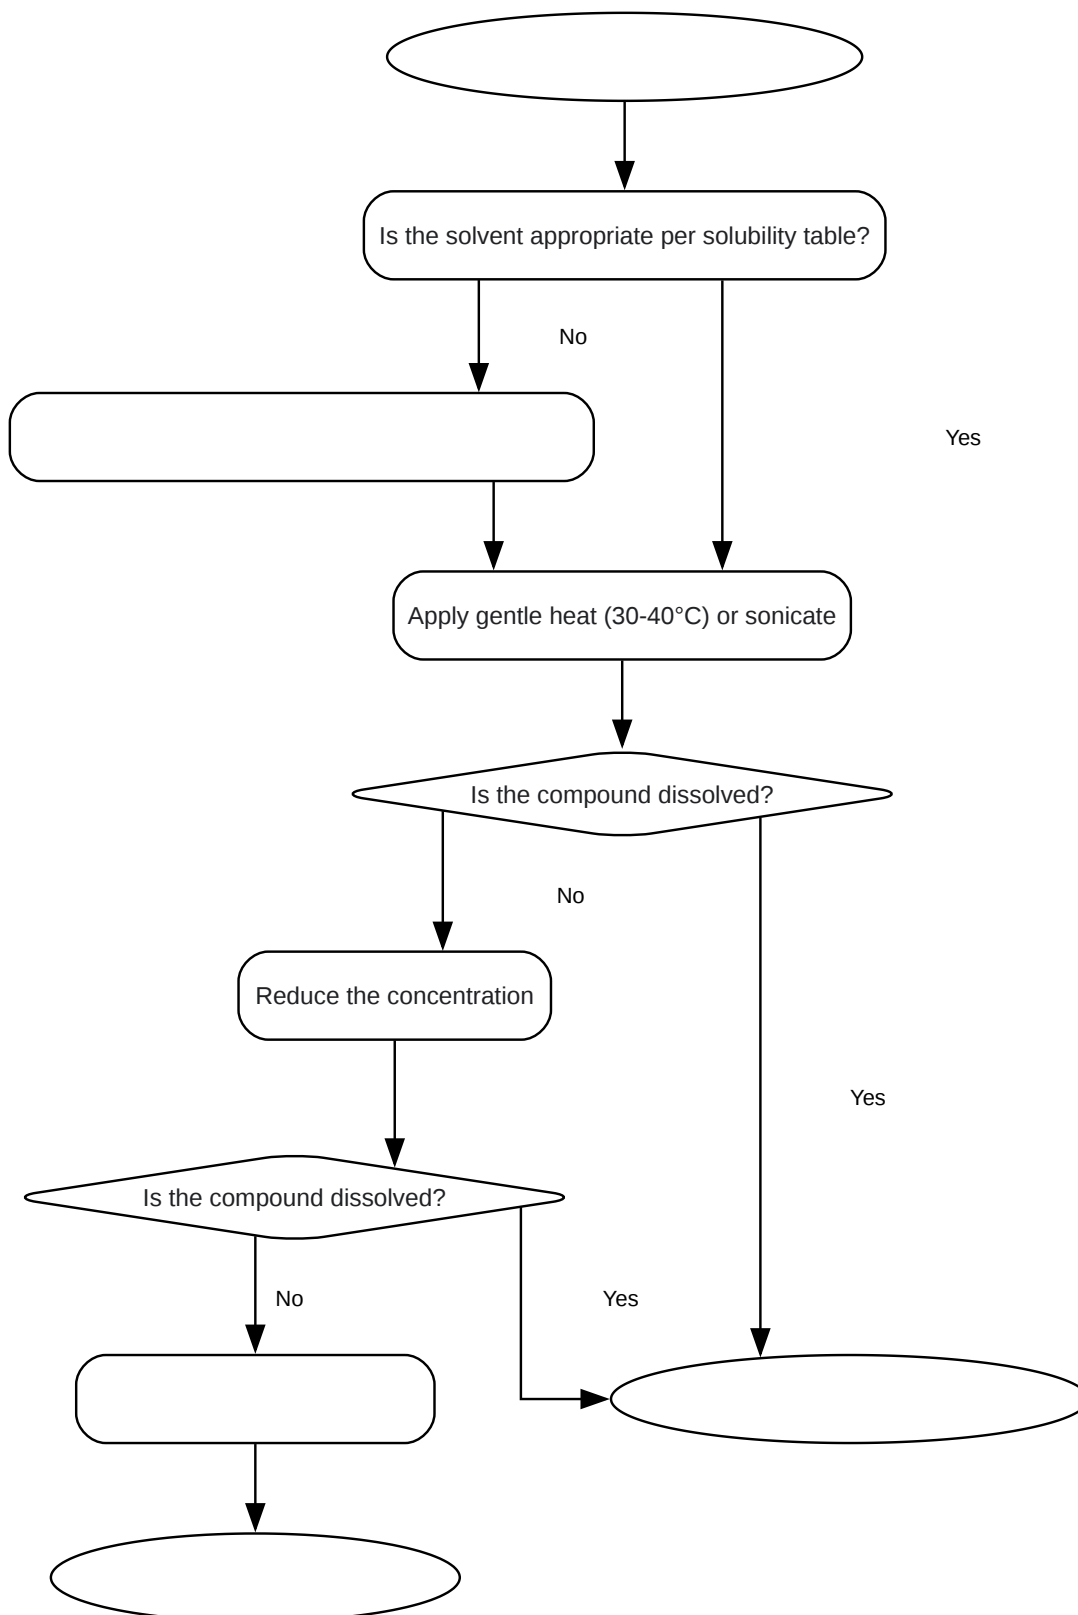 Is the solvent appropriate per solubility table?
No
Yes
Apply gentle heat (30-40°C) or sonicate
Is the compound dissolved?
No
Reduce the concentration
Yes
Is the compound dissolved?
No
Yes